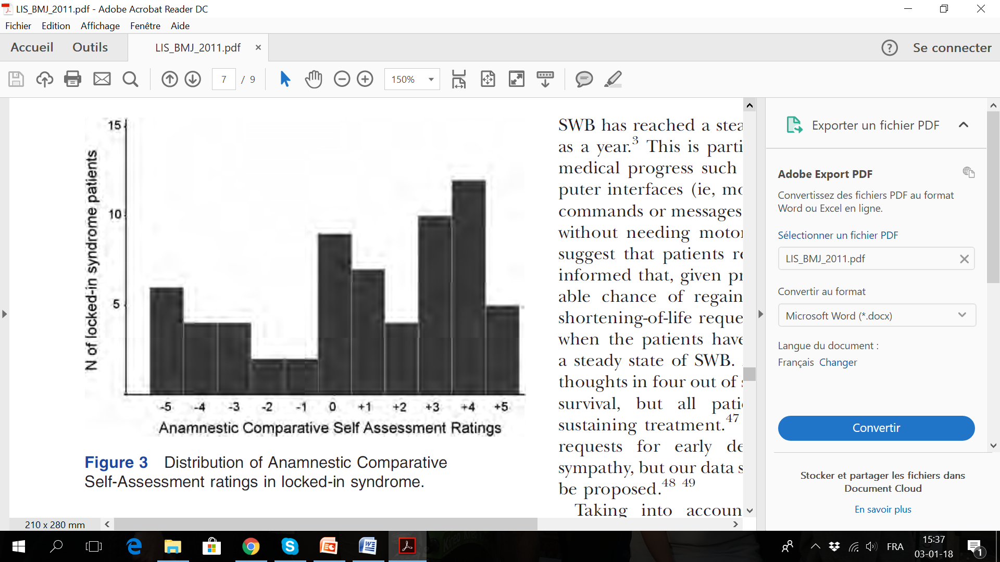 LIS_BMJ_2011.pdf - Adobe Acrobat Reader DC
Fichier Edition Affichage Fenêtre Aide
Accueil Outils LIS_BMJ_2011.pdf × ? Se connecter
7 / 9 150%
15
10
5
N of locked-in syndrome patients
-5 -4 -3 -2 -1 0 +1 +2 +3 +4 +5
Anamnestic Comparative Self Assessment Ratings
Figure 3 Distribution of Anamnestic Comparative
Self-Assessment ratings in locked-in syndrome.
SWB has reached a stea
as a year.3 This is parti
medical progress such
puter interfaces (ie, mo
commands or messages
without needing motor
suggest that patients re
informed that, given pr
able chance of regain
shortening-of-life reque
when the patients have
a steady state of SWB.
thoughts in four out of s
survival, but all patie
sustaining treatment.47
requests for early de
sympathy, but our data s
be proposed.48 49
Taking into accoun
Exporter un fichier PDF
Adobe Export PDF
Convertissez des fichiers PDF au format
Word ou Excel en ligne.
Sélectionner un fichier PDF
LIS_BMJ_2011.pdf
Convertir au format
Microsoft Word (*.docx)
Langue du document :
Français Changer
Convertir
Stocker et partager les fichiers dans
Document Cloud
En savoir plus
210 x 280 mm
FRA
15:37
03-01-18
1